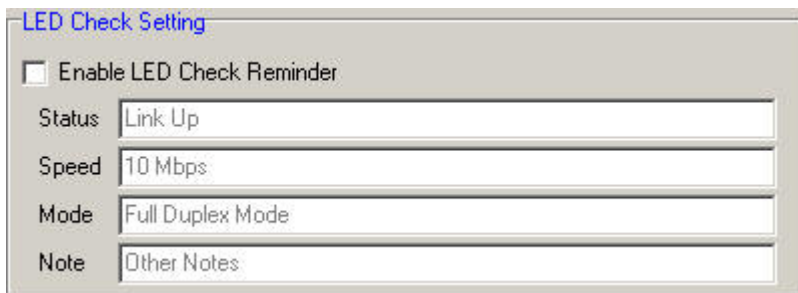 LED Check Setting
Enable LED Check Reminder
Status Link Up
Speed 10 Mbps
Mode Full Duplex Mode
Note Other Notes